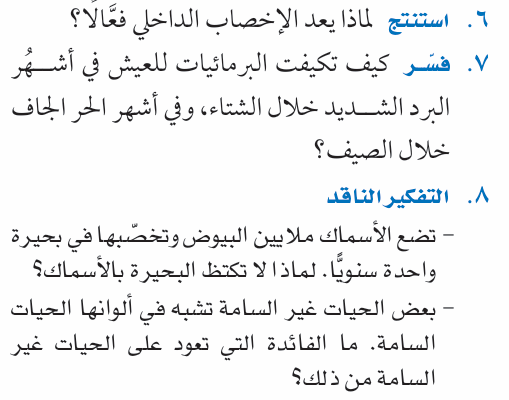 ٦. استنتج لماذا يعد الإخصاب الداخلي فعَّالًا؟
٧. فسّر كيف تكيفت البرمائيات للعيش في أشهُر
البرد الشديد خلال الشتاء، وفي أشهر الحر الجاف
خلال الصيف؟
٨. التفكير الناقد
– تضع الأسماك ملايين البيوض وتخصّبها في بحيرة
واحدة سنويًّا. لماذا لا تكتظ البحيرة بالأسماك؟
– بعض الحيات غير السامة تشبه في ألوانها الحيات
السامة. ما الفائدة التي تعود على الحيات غير
السامة من ذلك؟